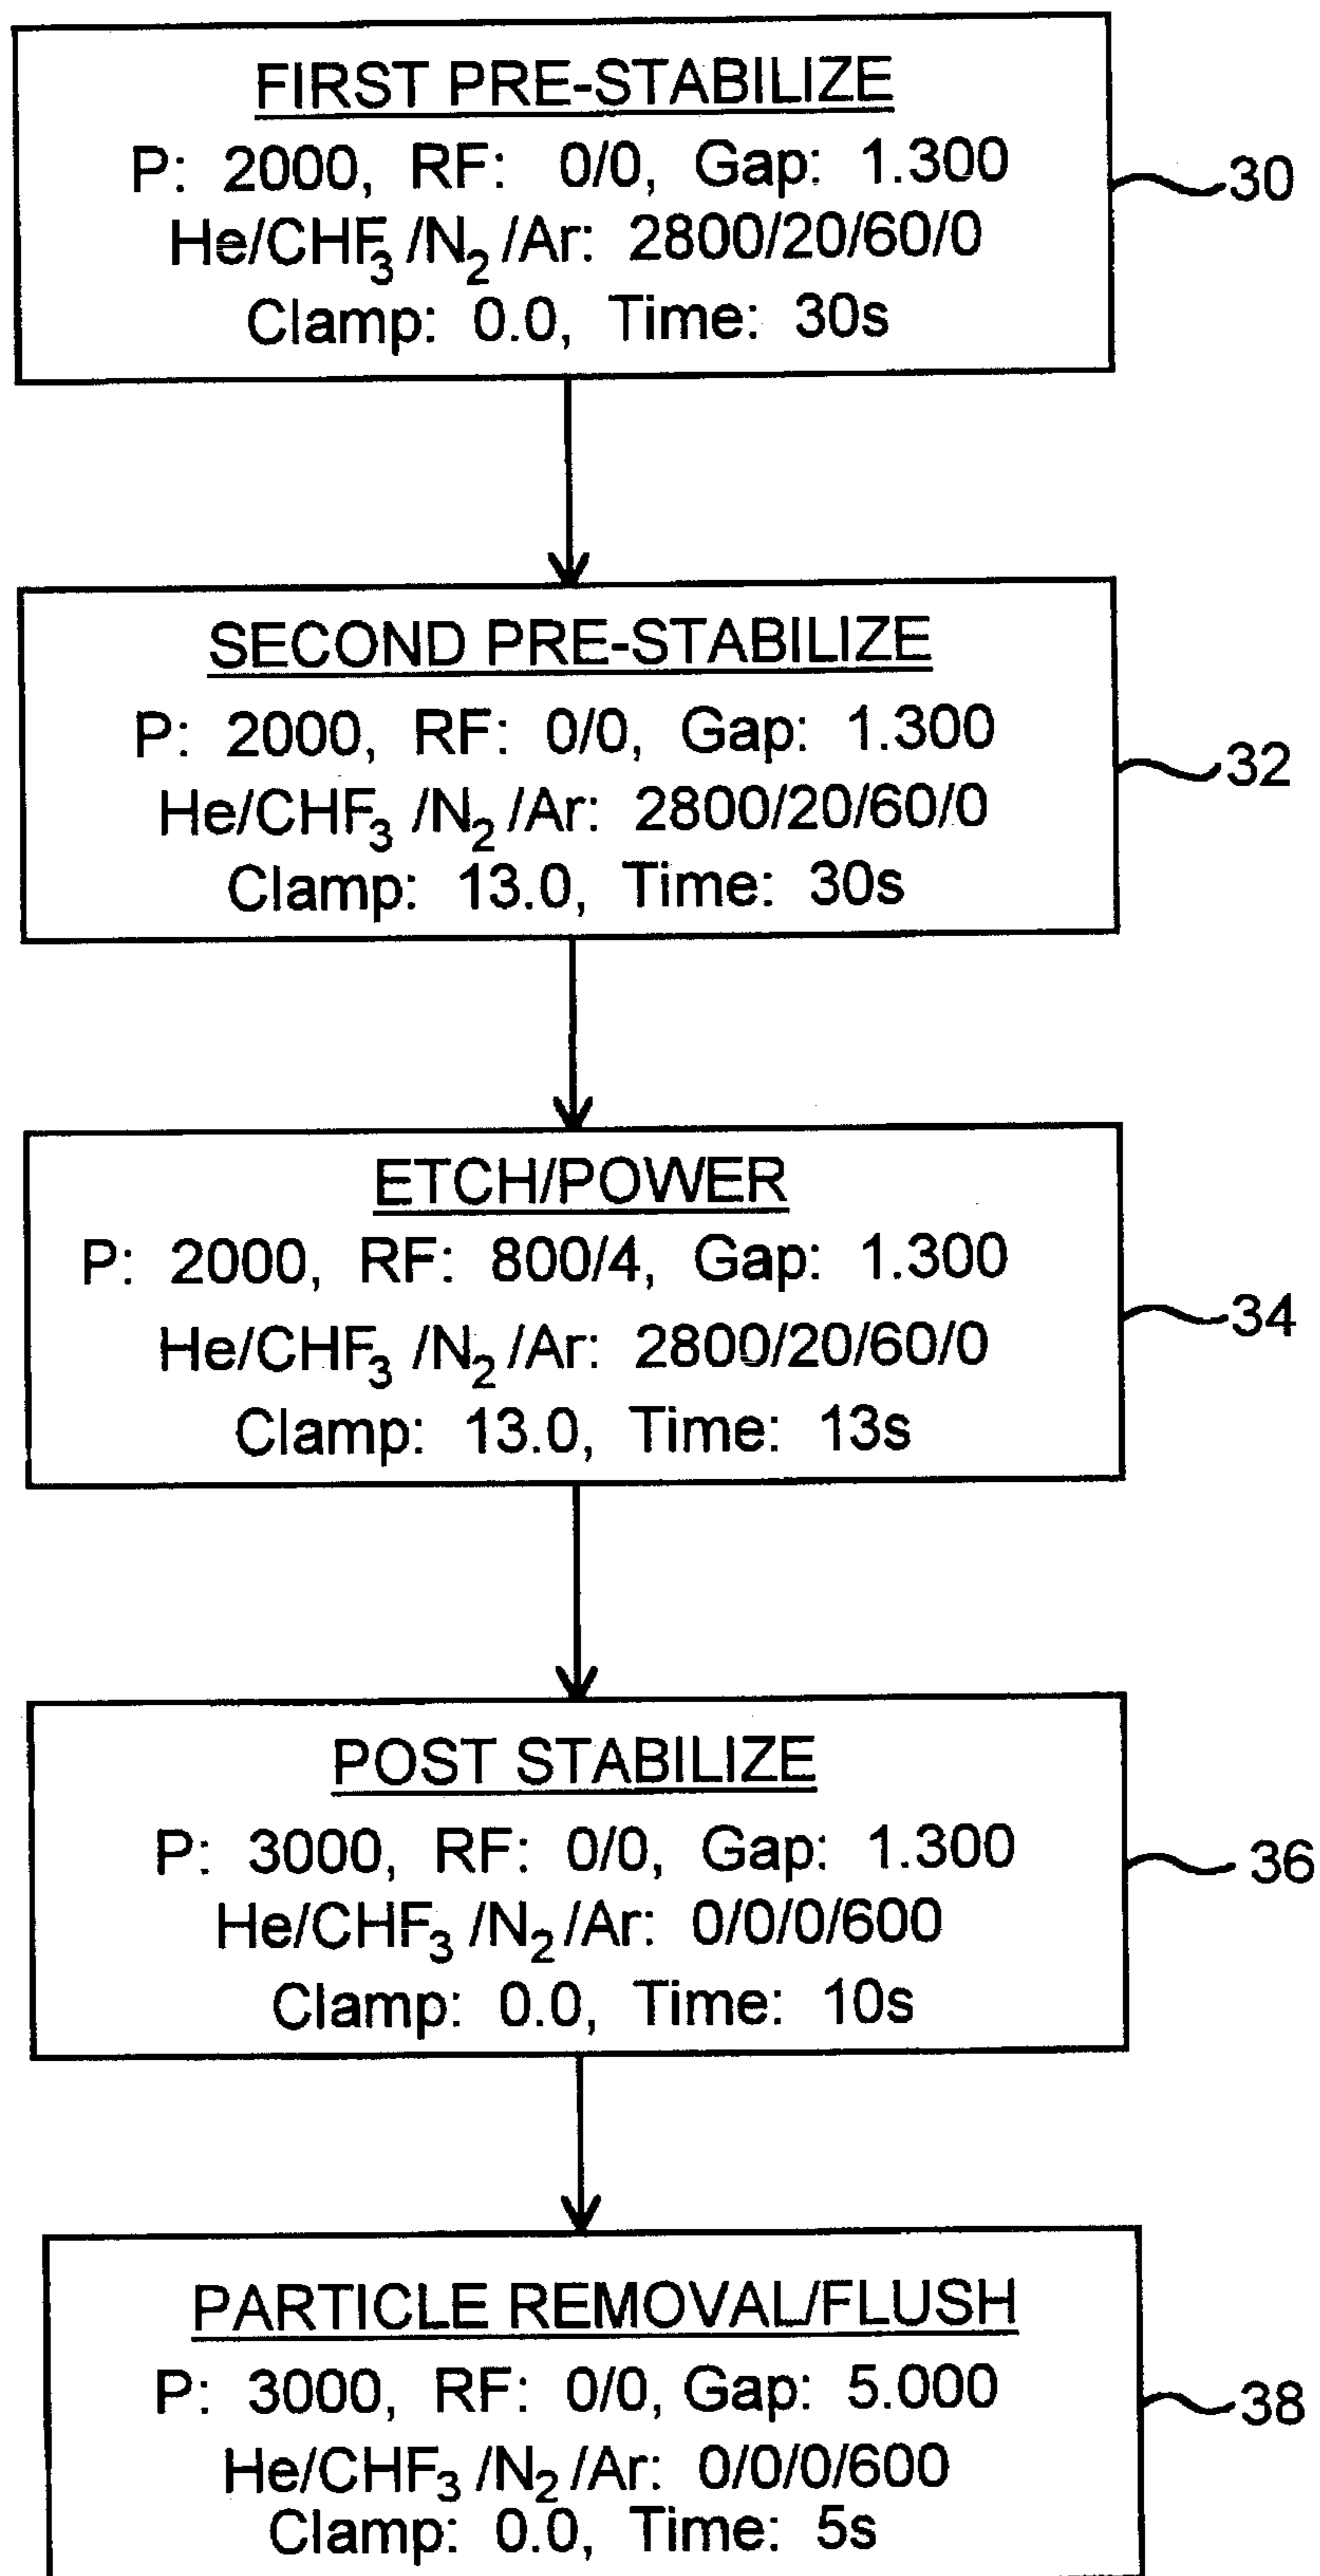 FIRST PRE-STABILIZE
P: 2000, RF: 0/0, Gap: 1.300
He/CHF₃/N₂/Ar: 2800/20/60/0
Clamp: 0.0, Time: 30s
30
SECOND PRE-STABILIZE
P: 2000, RF: 0/0, Gap: 1.300
He/CHF₃/N₂/Ar: 2800/20/60/0
Clamp: 13.0, Time: 30s
32
ETCH/POWER
P: 2000, RF: 800/4, Gap: 1.300
He/CHF₃/N₂/Ar: 2800/20/60/0
Clamp: 13.0, Time: 13s
34
POST STABILIZE
P: 3000, RF: 0/0, Gap: 1.300
He/CHF₃/N₂/Ar: 0/0/0/600
Clamp: 0.0, Time: 10s
36
PARTICLE REMOVAL/FLUSH
P: 3000, RF: 0/0, Gap: 5.000
He/CHF₃/N₂/Ar: 0/0/0/600
Clamp: 0.0, Time: 5s
38